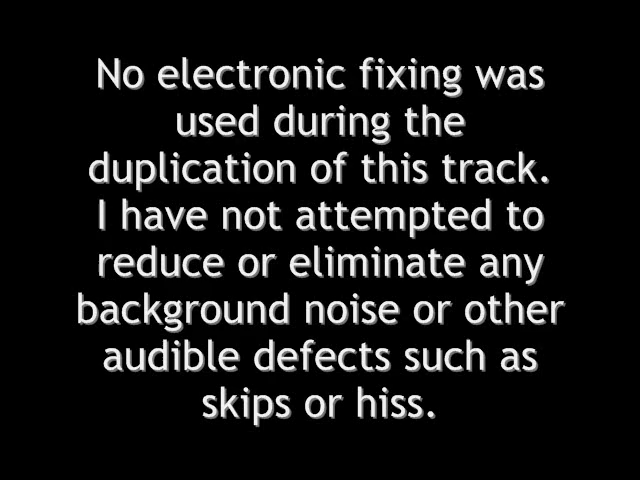 No electronic fixing was
used during the
duplication of this track.
I have not attempted to
reduce or eliminate any
background noise or other
audible defects such as
skips or hiss.